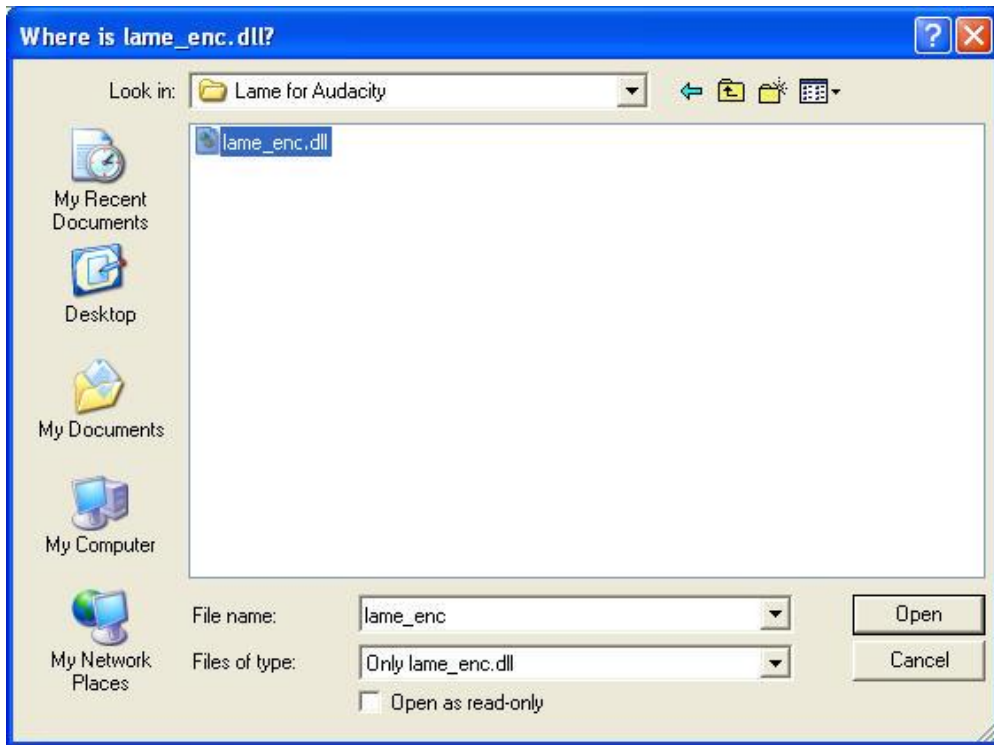 Where is lame_enc.dll?
Look in:
Lame for Audacity
lame_enc.dll
My Recent
Documents
Desktop
My Documents
My Computer
My Network
Places
File name:
lame_enc
Open
Files of type:
Only lame_enc.dll
Cancel
Open as read-only